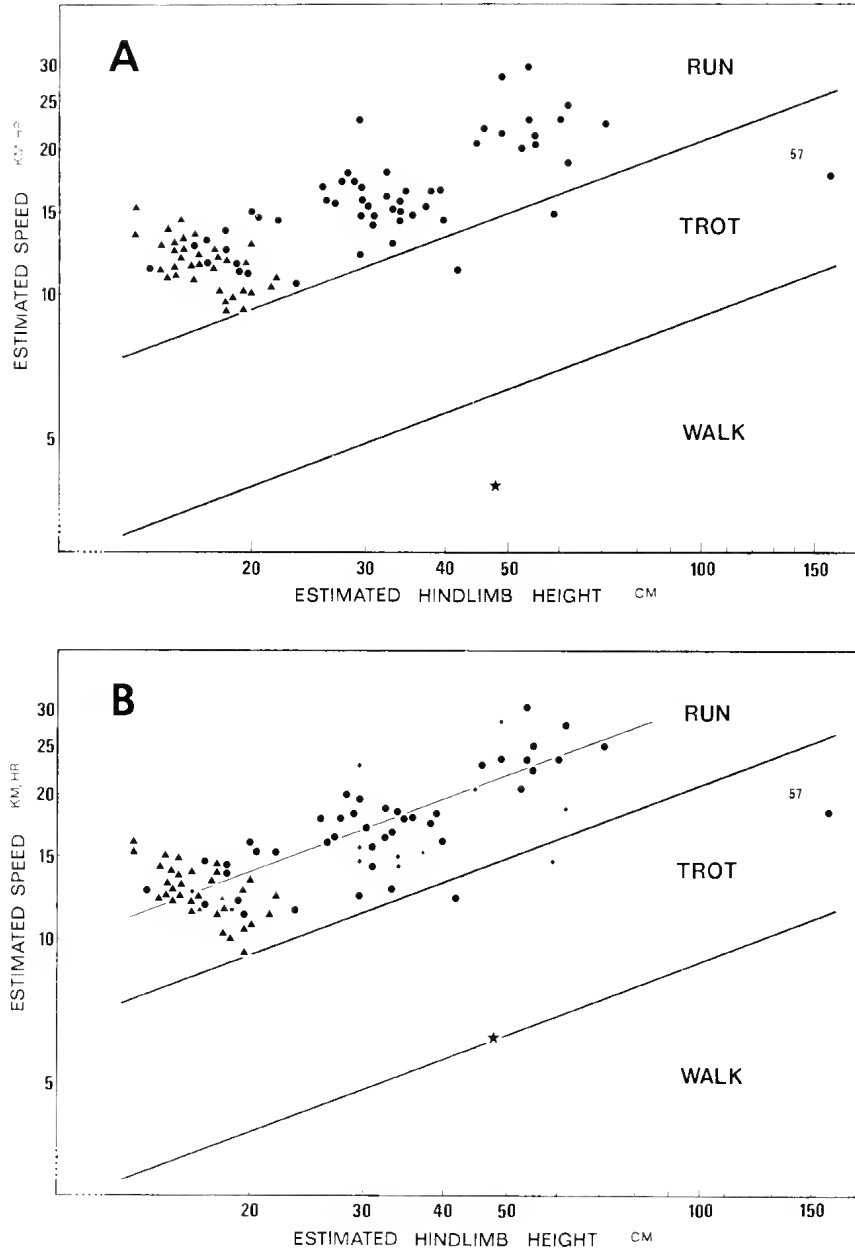 A
RUN
TROT
WALK
57
30
25
20
15
10
5
ESTIMATED SPEED KM HR
20 30 40 50 100 150
ESTIMATED HINDLIMB HEIGHT CM
B
RUN
TROT
WALK
57
30
25
20
15
10
5
ESTIMATED SPEED KM, HR
20 30 40 50 100 150
ESTIMATED HINDLIMB HEIGHT CM